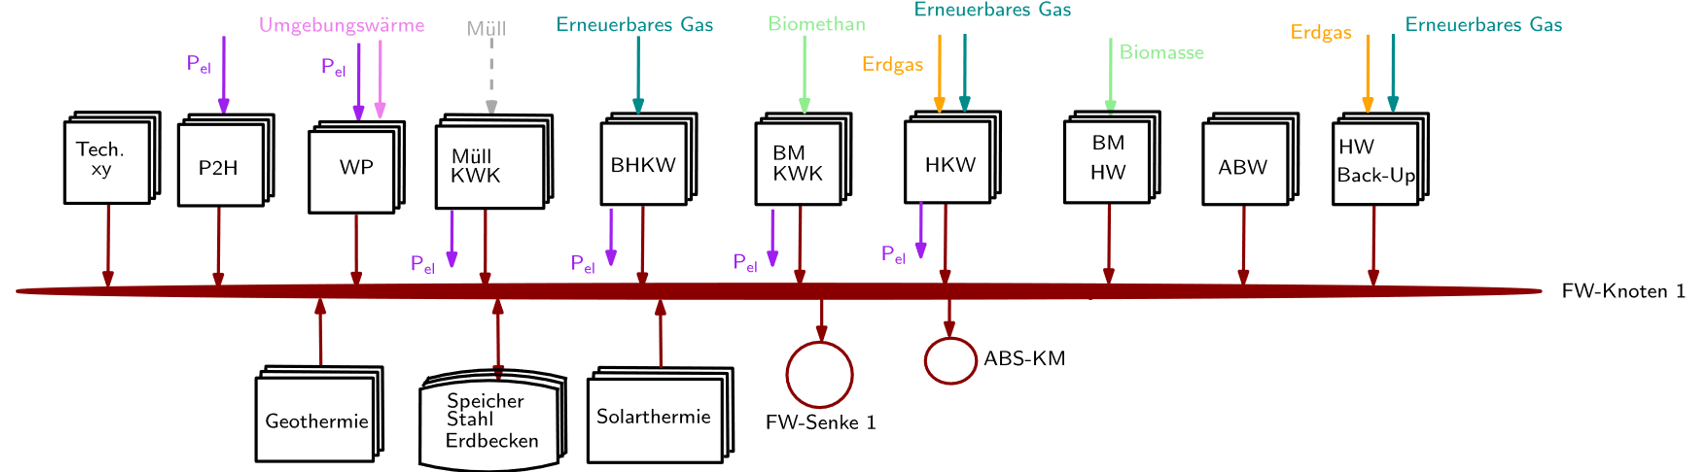 Umgebungswärme
Müll
Erneuerbares Gas
Biomethan
Erneuerbares Gas
Erdgas
Biomasse
Erdgas
Erneuerbares Gas
Pel
Pel
Tech.
xy
P2H
WP
Müll
KWK
BHKW
BM
KWK
HKW
BM
HW
ABW
HW
Back-Up
Pel
Pel
Pel
Pel
FW-Knoten 1
Geothermie
Speicher
Stahl
Erdbecken
Solarthermie
FW-Senke 1
ABS-KM